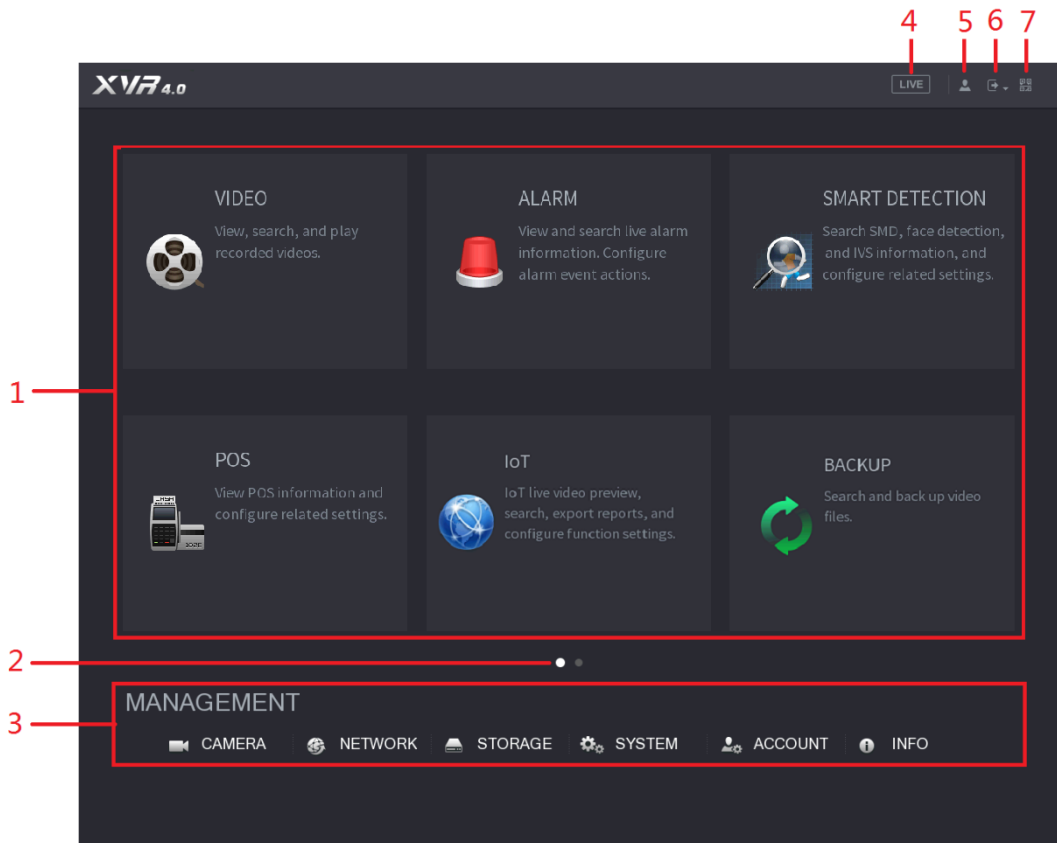 4 5 6 7
XVR 4.0
LIVE
VIDEO
View, search, and play
recorded videos.
ALARM
View and search live alarm
information. Configure
alarm event actions.
SMART DETECTION
Search SMD, face detection,
and IVS information, and
configure related settings.
1
POS
View POS information and
configure related settings.
IoT
IoT live video preview,
search, export reports, and
configure function settings.
BACKUP
Search and back up video
files.
2
3
MANAGEMENT
CAMERA NETWORK STORAGE SYSTEM ACCOUNT INFO